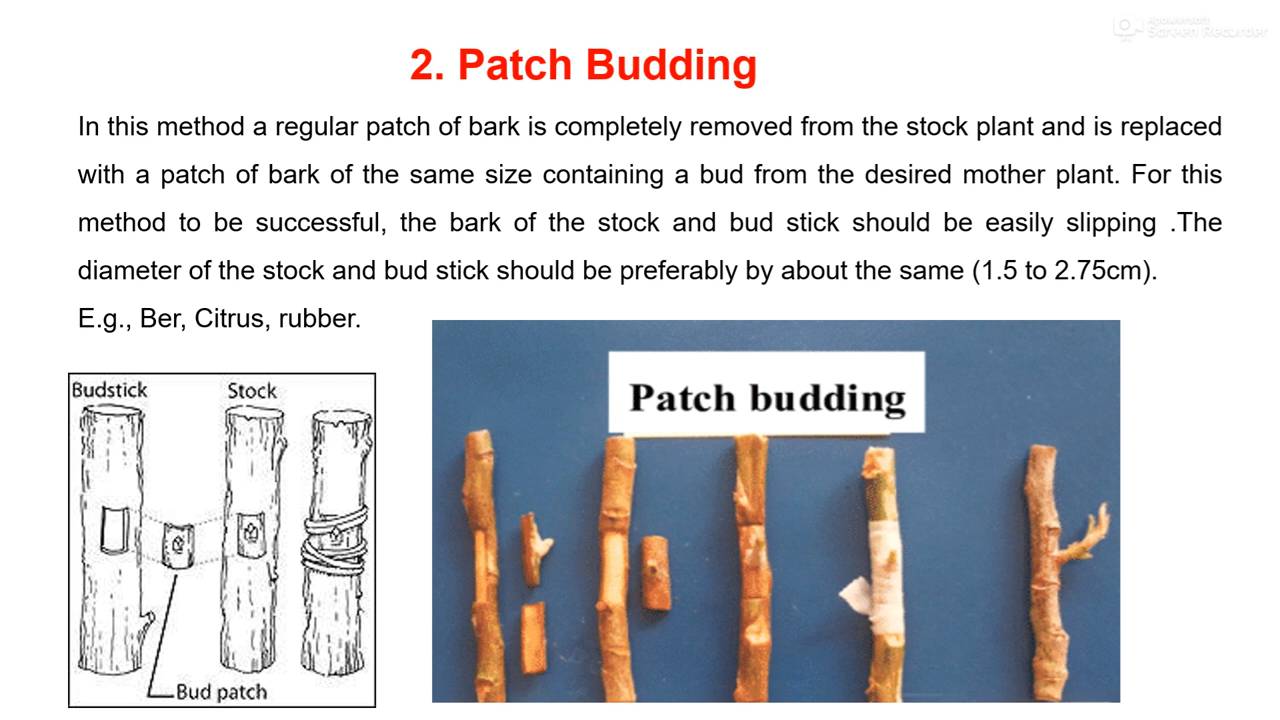 Apowersoft
Screen Recorder
2. Patch Budding
In this method a regular patch of bark is completely removed from the stock plant and is replaced
with a patch of bark of the same size containing a bud from the desired mother plant. For this
method to be successful, the bark of the stock and bud stick should be easily slipping .The
diameter of the stock and bud stick should be preferably by about the same (1.5 to 2.75cm).
E.g., Ber, Citrus, rubber.
Budstick
Stock
Bud patch
Patch budding